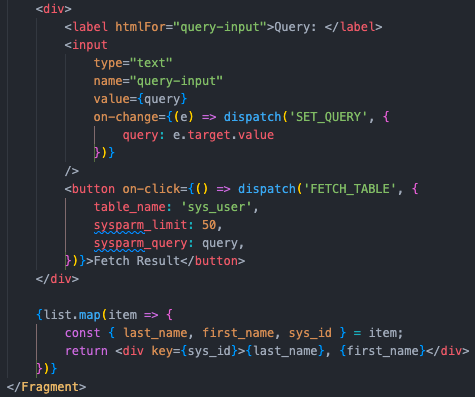 <div>
<label htmlFor="query-input">Query: </label>
<input
type="text"
name="query-input"
value={query}
on-change={(e) => dispatch('SET_QUERY', {
query: e.target.value
})}
/>
<button on-click={() => dispatch('FETCH_TABLE', {
table_name: 'sys_user',
sysparm_limit: 50,
sysparm_query: query,
})}>Fetch Result</button>
</div>
{list.map(item => {
const { last_name, first_name, sys_id } = item;
return <div key={sys_id}>{last_name}, {first_name}</div>
})}
</Fragment>